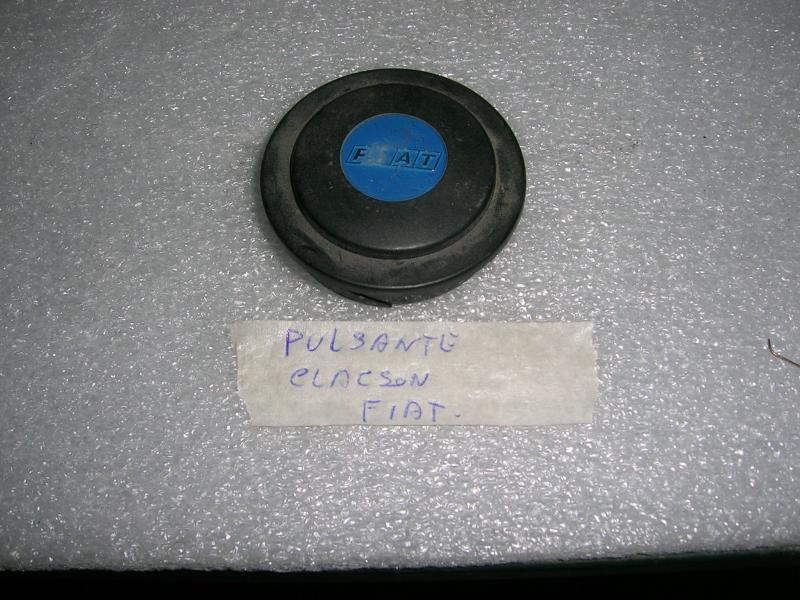 FIAT
PULSANTE
CLACSON
FIAT.